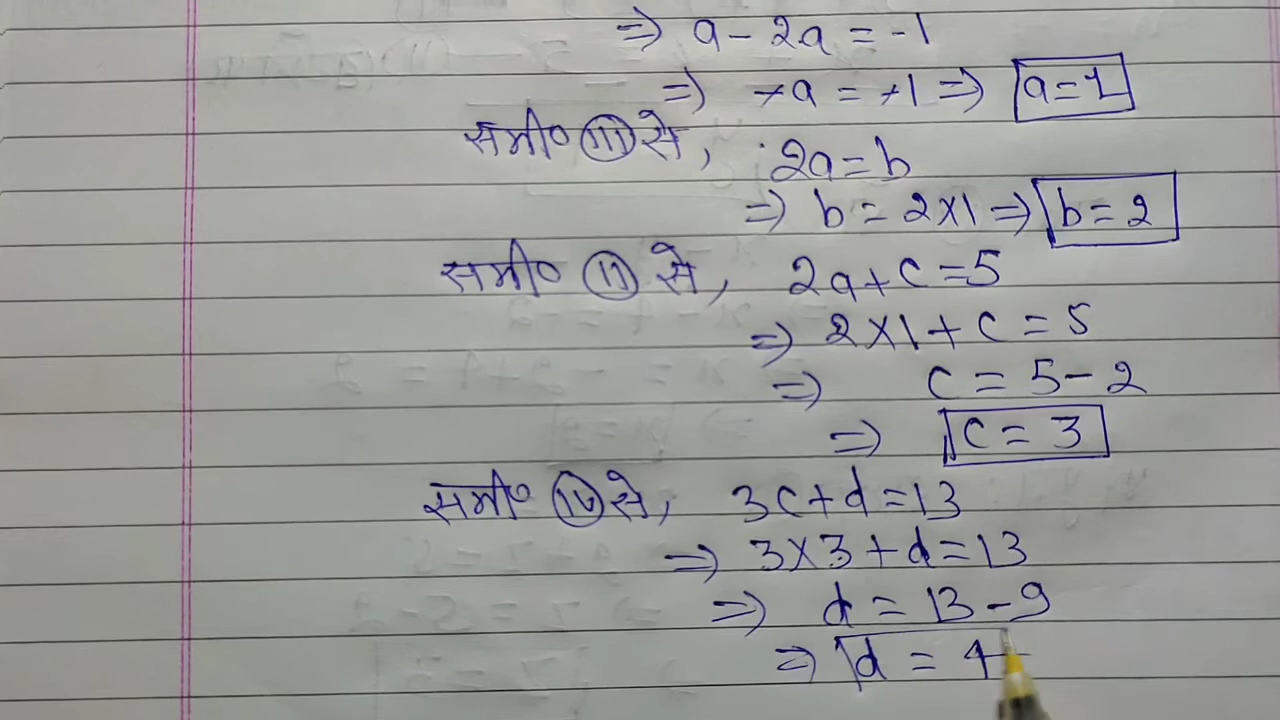 ⇒ a - 2a = -1
⇒ -a = -1 ⇒ a = 1
समी० (III) से, 2a = b
⇒ b = 2×1 ⇒ b = 2
समी० (II) से, 2a + c = 5
⇒ 2×1 + c = 5
⇒ c = 5 - 2
⇒ c = 3
समी० (IV) से, 3c + d = 13
⇒ 3×3 + d = 13
⇒ d = 13 - 9
⇒ d = 4